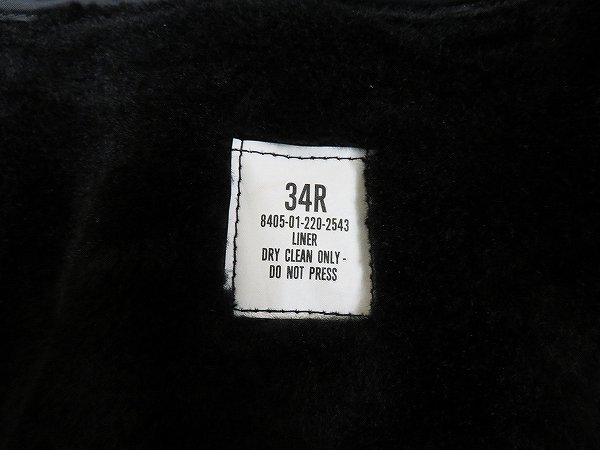 34R
8405-01-220-2543
LINER
DRY CLEAN ONLY -
DO NOT PRESS